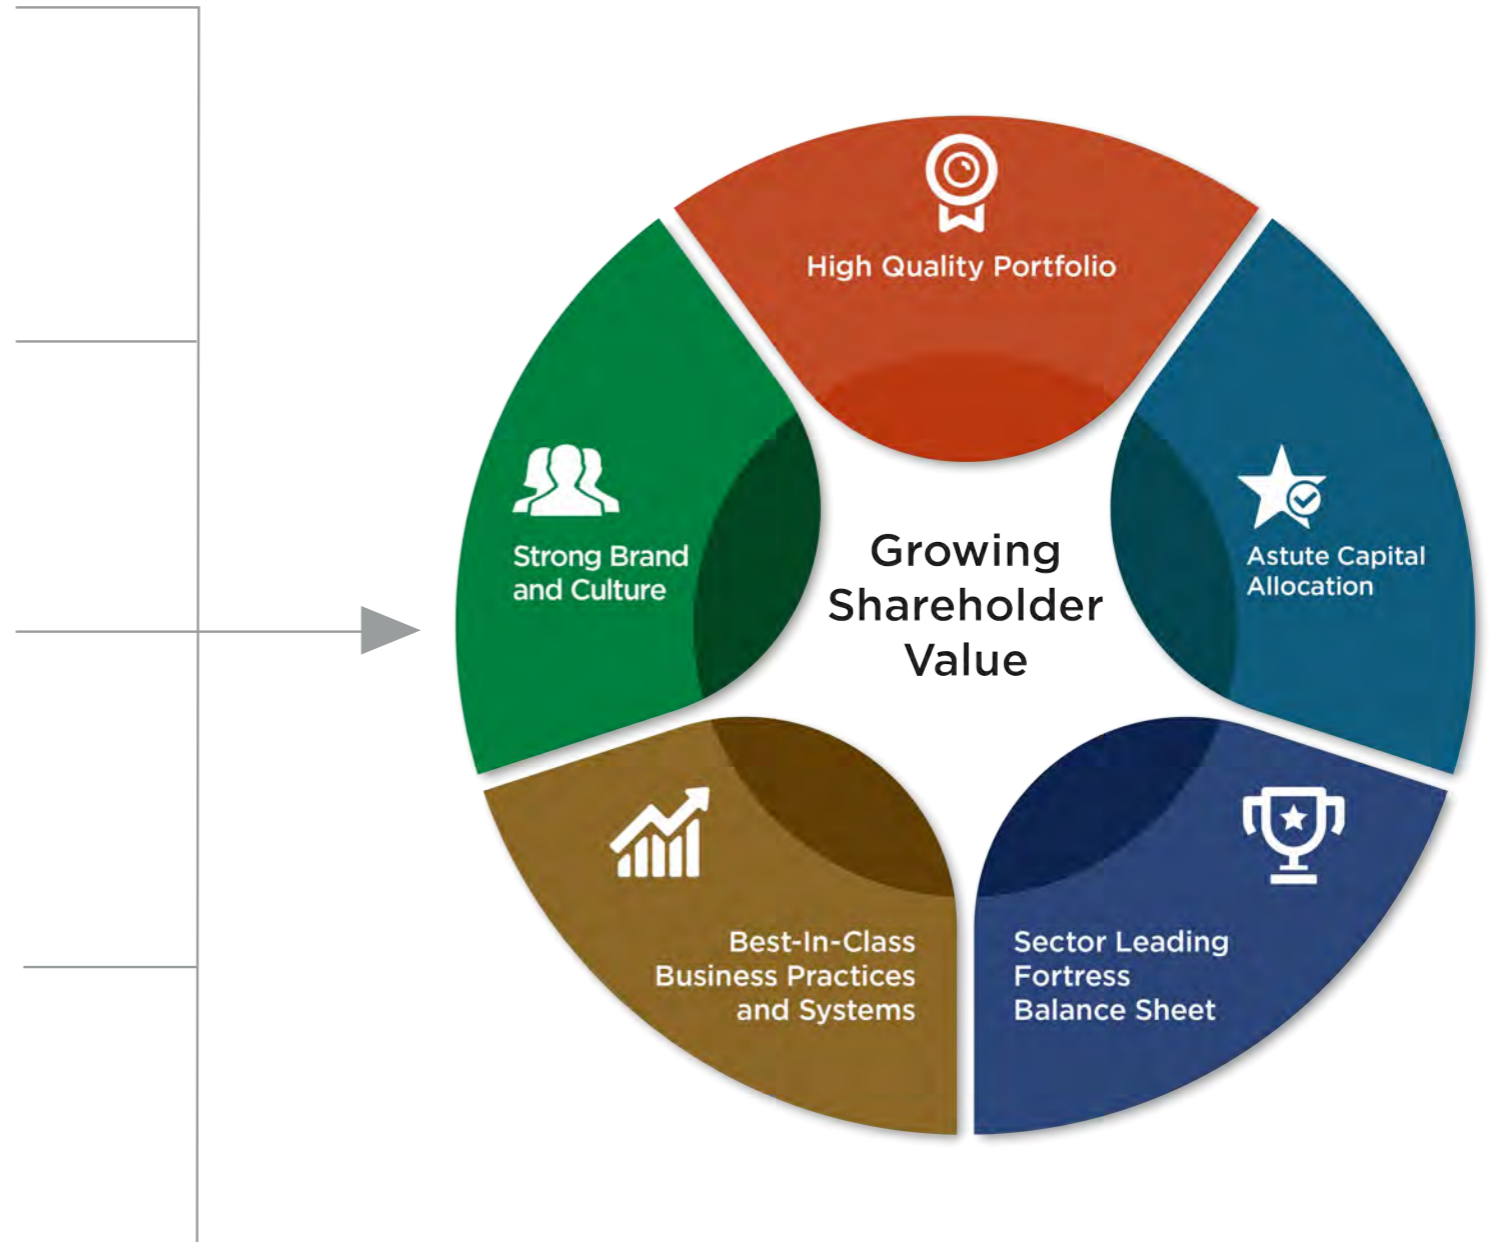 High Quality Portfolio
Strong Brand
and Culture
Growing
Shareholder
Value
Astute Capital
Allocation
Best-In-Class
Business Practices
and Systems
Sector Leading
Fortress
Balance Sheet